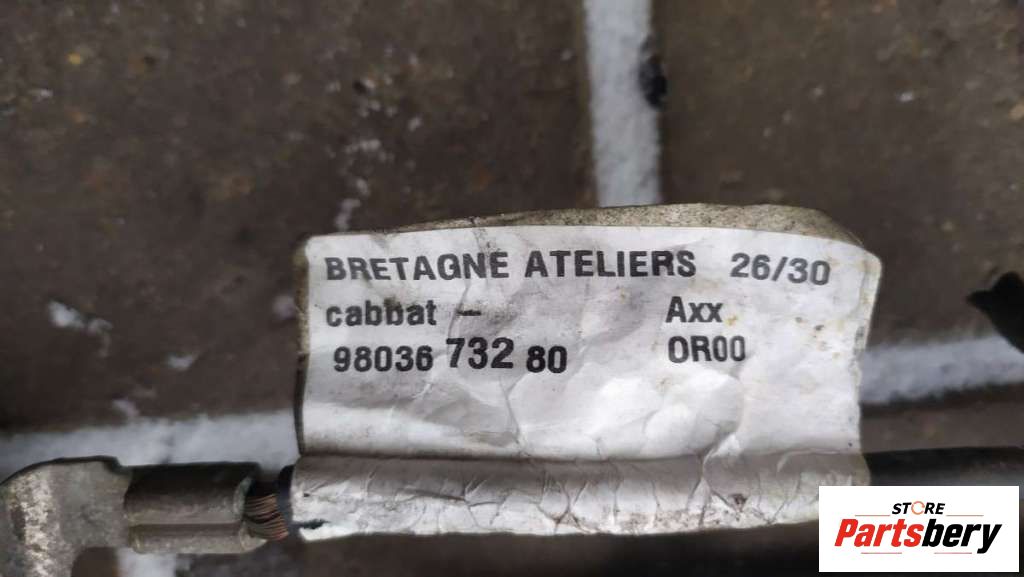 BRETAGNE ATELIERS 26/30
cabbat - Axx
98036 732 80 OR00
STORE
Partsbery